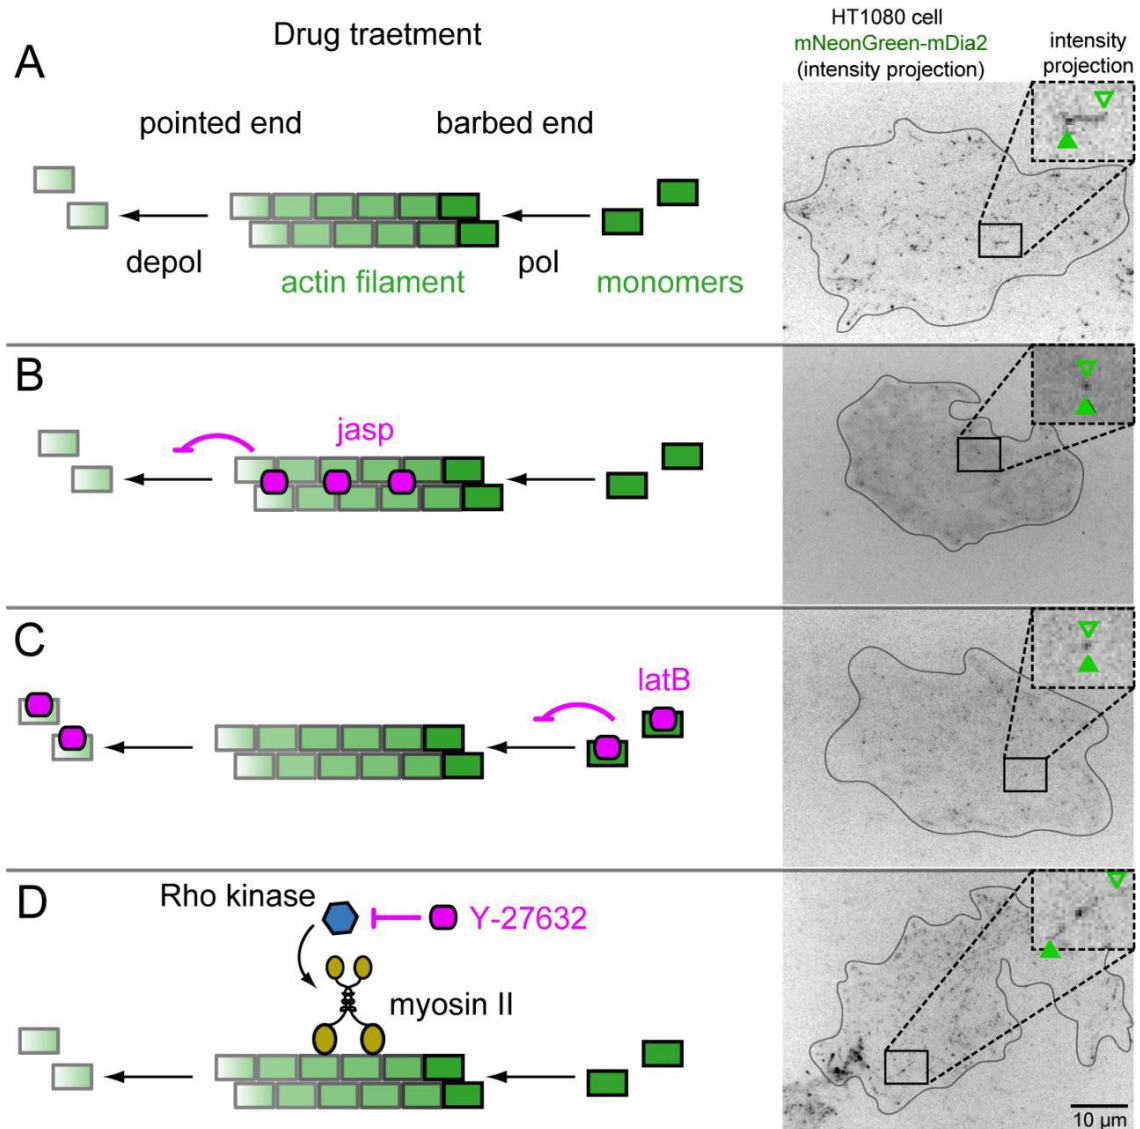 Drug traetment
HT1080 cell
mNeonGreen-mDia2
(intensity projection)
intensity
projection
A
pointed end
barbed end
depol
actin filament
pol
monomers
B
jasp
C
latB
D
Rho kinase
Y-27632
myosin II
10 µm